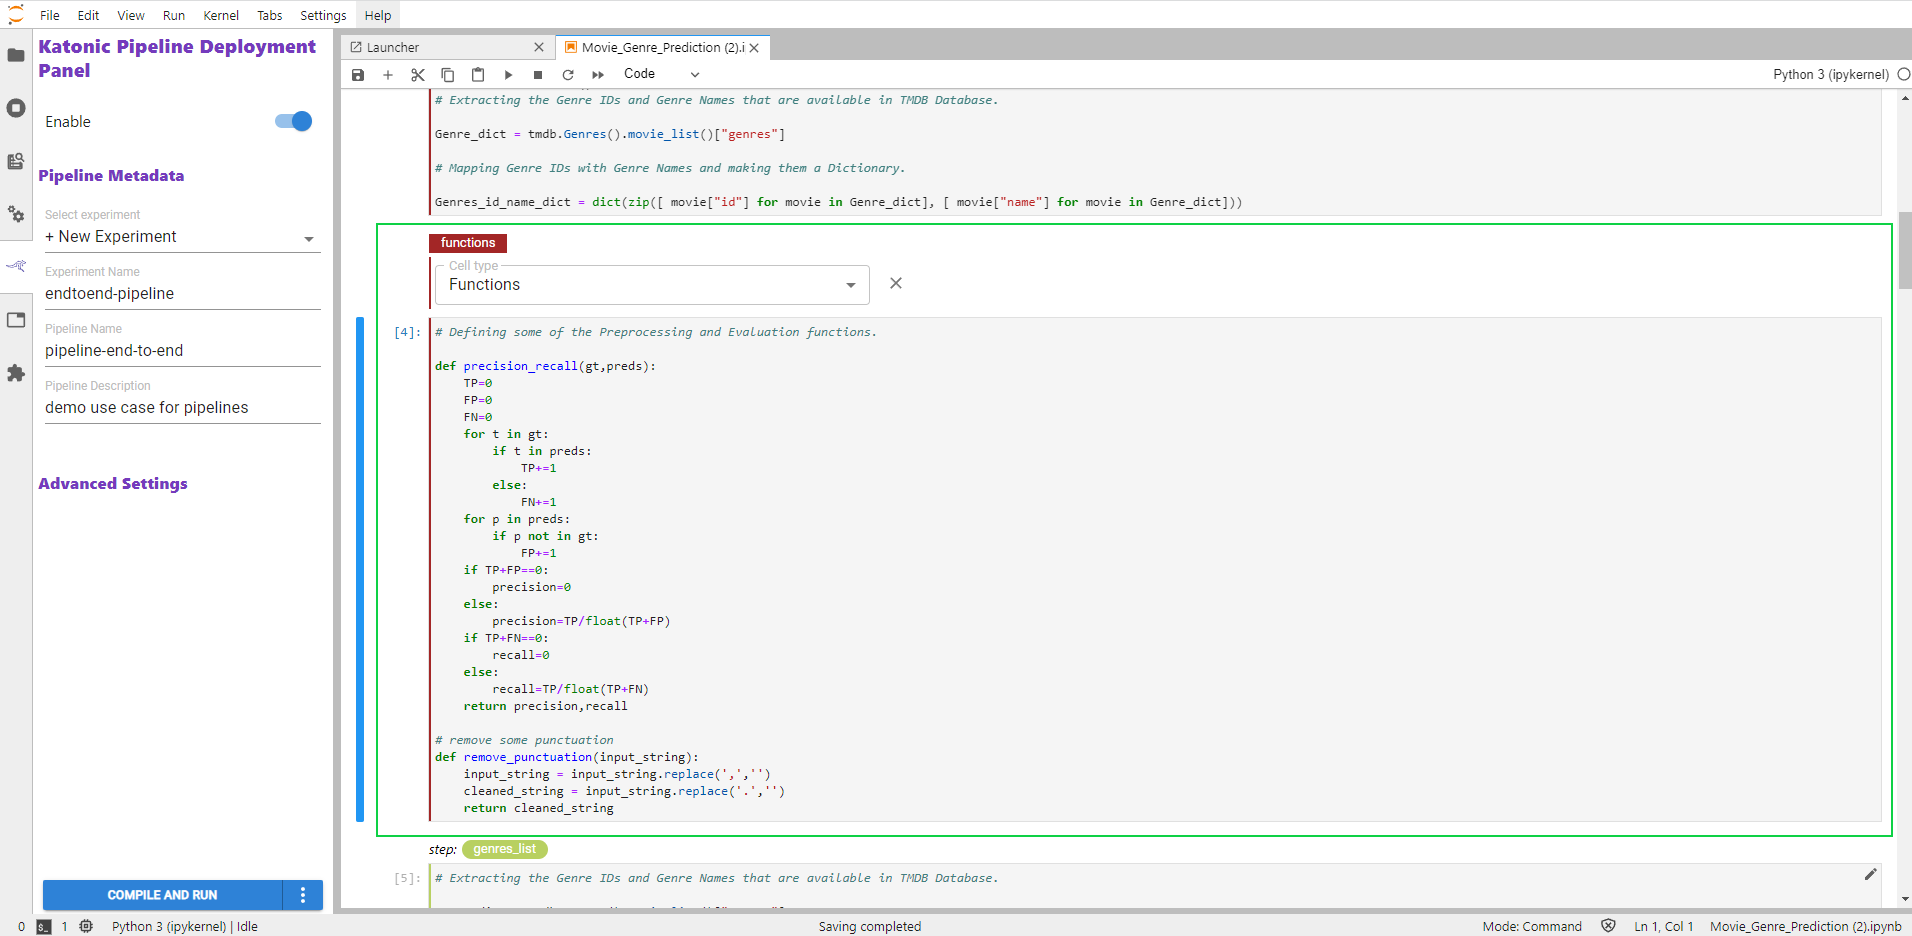 File Edit View Run Kernel Tabs Settings Help
Katonic Pipeline Deployment
Panel
Enable
Pipeline Metadata
Select experiment
+ New Experiment
Experiment Name
endtoend-pipeline
Pipeline Name
pipeline-end-to-end
Pipeline Description
demo use case for pipelines
Advanced Settings
COMPILE AND RUN
Launcher
Movie_Genre_Prediction (2).i
Code
Python 3 (ipykernel)
# Extracting the Genre IDs and Genre Names that are available in TMDB Database.
Genre_dict = tmdb.Genres().movie_list()["genres"]
# Mapping Genre IDs with Genre Names and making them a Dictionary.
Genres_id_name_dict = dict(zip([ movie["id"] for movie in Genre_dict], [ movie["name"] for movie in Genre_dict]))
functions
Cell type
Functions
[4]:
# Defining some of the Preprocessing and Evaluation functions.
def precision_recall(gt,preds):
    TP=0
    FP=0
    FN=0
    for t in gt:
        if t in preds:
            TP+=1
        else:
            FN+=1
    for p in preds:
        if p not in gt:
            FP+=1
    if TP+FP==0:
        precision=0
    else:
        precision=TP/float(TP+FP)
    if TP+FN==0:
        recall=0
    else:
        recall=TP/float(TP+FN)
    return precision,recall
# remove some punctuation
def remove_punctuation(input_string):
    input_string = input_string.replace(',','')
    cleaned_string = input_string.replace('.','')
    return cleaned_string
step: genres_list
[5]:
# Extracting the Genre IDs and Genre Names that are available in TMDB Database.
0 $_ 1 Python 3 (ipykernel) | Idle
Saving completed
Mode: Command
Ln 1, Col 1
Movie_Genre_Prediction (2).ipynb